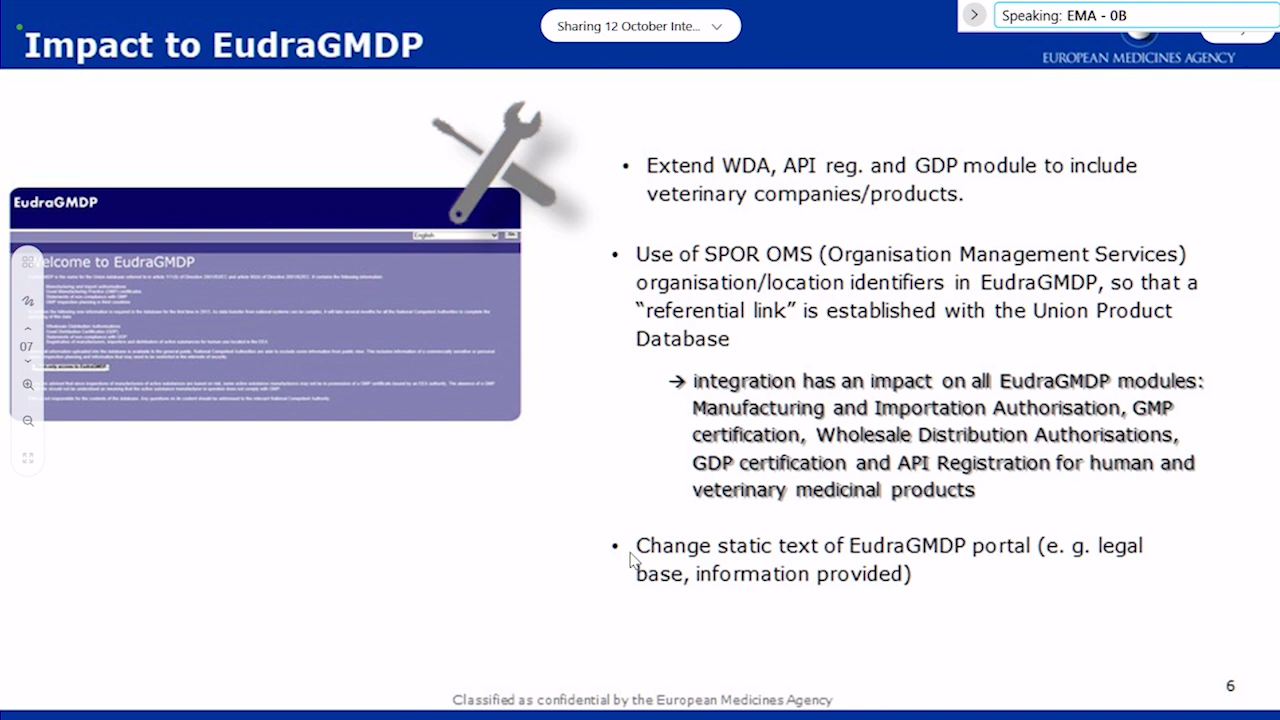 Impact to EudraGMDP
Sharing 12 October Inte...
Speaking: EMA - 0B
EUROPEAN MEDICINES AGENCY
• Extend WDA, API reg. and GDP module to include
veterinary companies/products.
• Use of SPOR OMS (Organisation Management Services)
organisation/location identifiers in EudraGMDP, so that a
“referential link” is established with the Union Product
Database
→ integration has an impact on all EudraGMDP modules:
Manufacturing and Importation Authorisation, GMP
certification, Wholesale Distribution Authorisations,
GDP certification and API Registration for human and
veterinary medicinal products
• Change static text of EudraGMDP portal (e. g. legal
base, information provided)
EudraGMDP
English
elcome to EudraGMDP
07
6
Classified as confidential by the European Medicines Agency